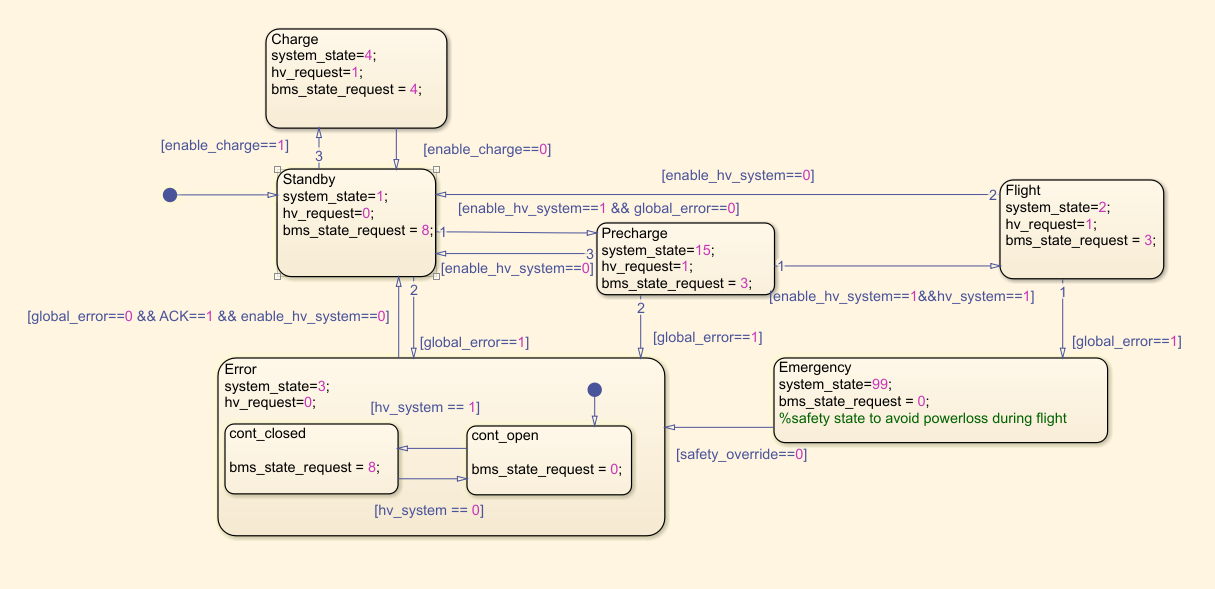 Charge
system_state=4;
hv_request=1;
bms_state_request = 4;
[enable_charge==1]
3
[enable_charge==0]
Standby
system_state=1;
hv_request=0;
bms_state_request = 8;
[enable_hv_system==0]
2
Flight
system_state=2;
hv_request=1;
bms_state_request = 3;
[enable_hv_system==1 && global_error==0]
1
Precharge
system_state=15;
hv_request=1;
bms_state_request = 3;
3
[enable_hv_system==0]
1
[enable_hv_system==1&&hv_system==1]
2
2
1
[global_error==0 && ACK==1 && enable_hv_system==0]
[global_error==1]
[global_error==1]
[global_error==1]
Error
system_state=3;
hv_request=0;
[hv_system == 1]
cont_closed
bms_state_request = 8;
cont_open
bms_state_request = 0;
[hv_system == 0]
Emergency
system_state=99;
bms_state_request = 0;
%safety state to avoid powerloss during flight
[safety_override==0]